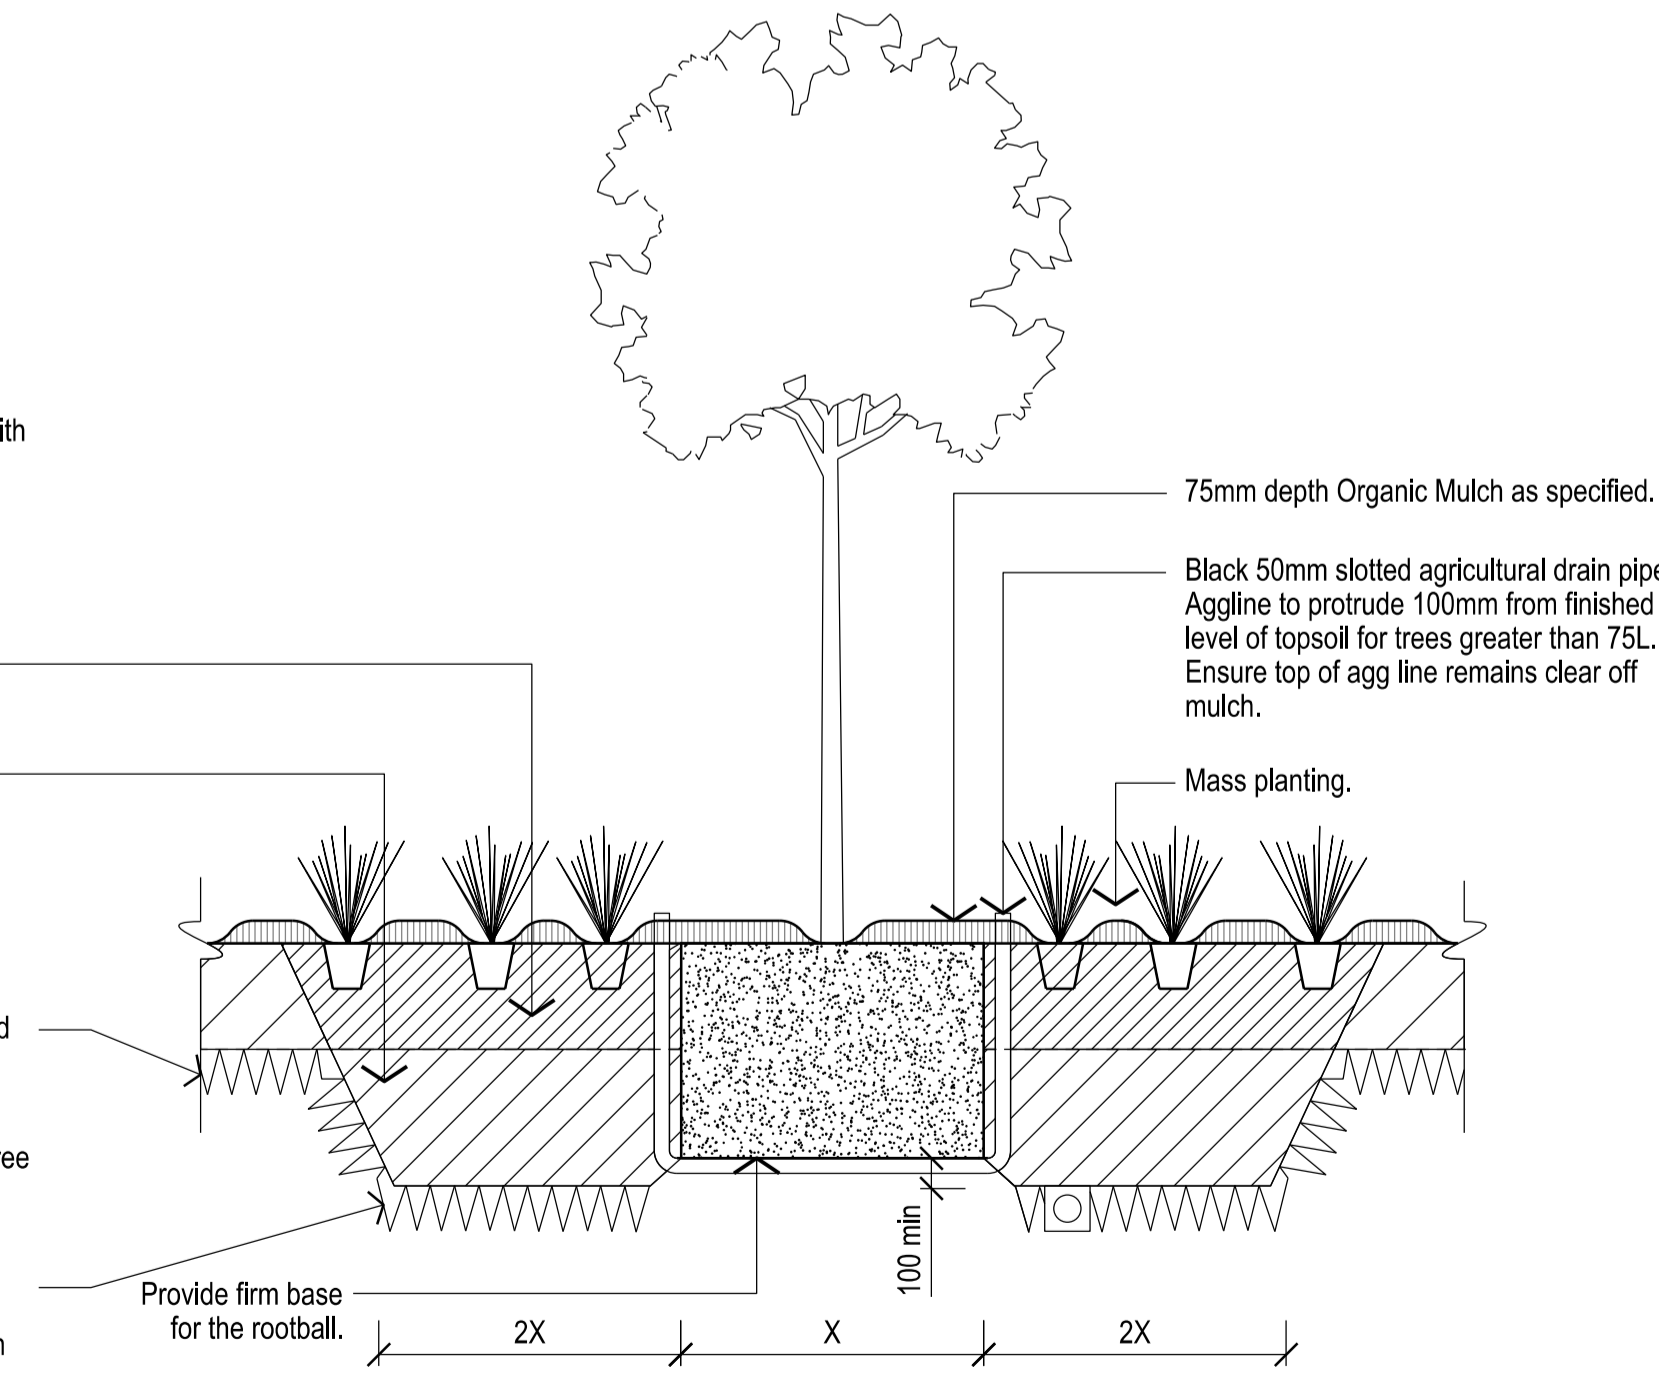 ith
75mm depth Organic Mulch as specified.
Black 50mm slotted agricultural drain pipe
Aggline to protrude 100mm from finished
level of topsoil for trees greater than 75L.
Ensure top of agg line remains clear off
mulch.
Mass planting.
d
ree
Provide firm base
for the rootball.
n
100 min
2X
X
2X